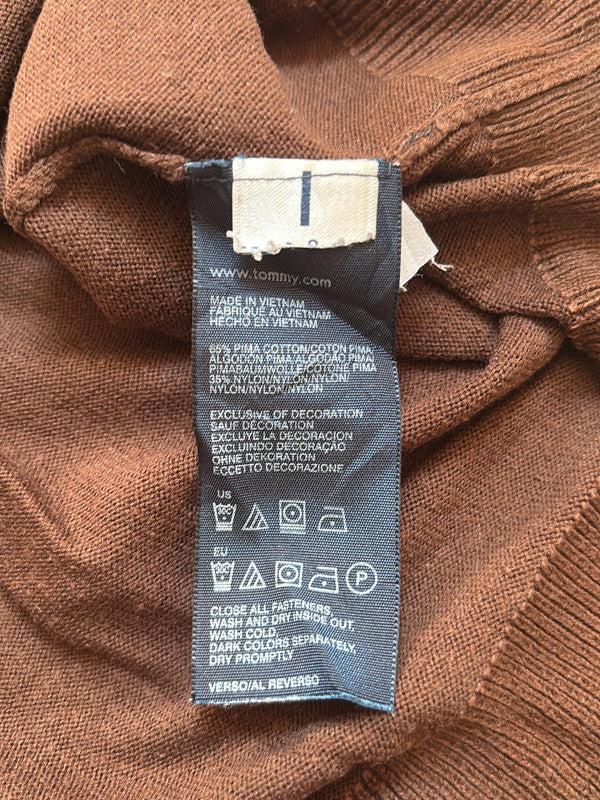 www.tommy.com
MADE IN VIETNAM
FABRIQUÉ AU VIETNAM
HECHO EN VIETNAM
65% PIMA COTTON/COTON PIMA/
ALGODÓN PIMA/ALGODÃO PIMA/
PIMABAUMWOLLE/COTONE PIMA
35% NYLON/NYLON/NYLON/
NYLON/NYLON/NYLON
EXCLUSIVE OF DECORATION
SAUF DÉCORATION
EXCLUYE LA DECORACIÓN
EXCLUINDO DECORAÇÃO
OHNE DEKORATION
ECCETTO DECORAZIONE
US
30C
EU
30C
P
CLOSE ALL FASTENERS,
WASH AND DRY INSIDE OUT,
WASH COLD,
DARK COLORS SEPARATELY,
DRY PROMPTLY
VERSO/AL REVERSO